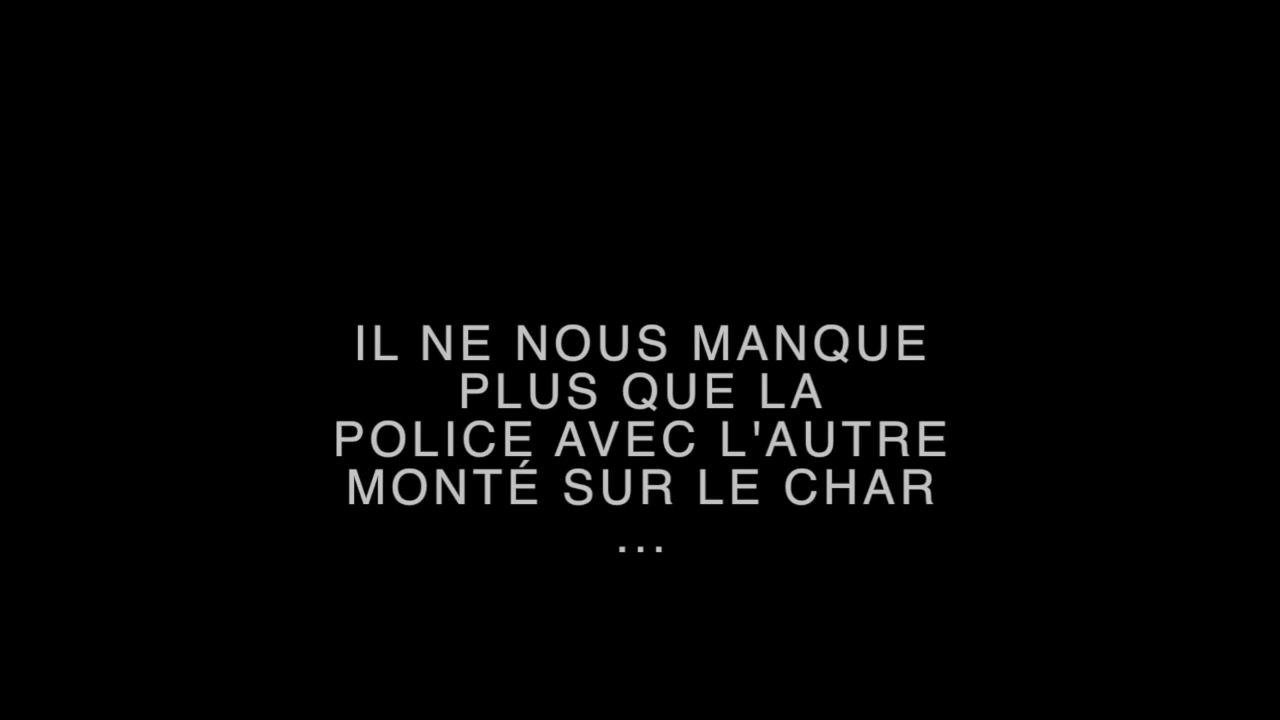 IL NE NOUS MANQUE
PLUS QUE LA
POLICE AVEC L'AUTRE
MONTÉ SUR LE CHAR
...